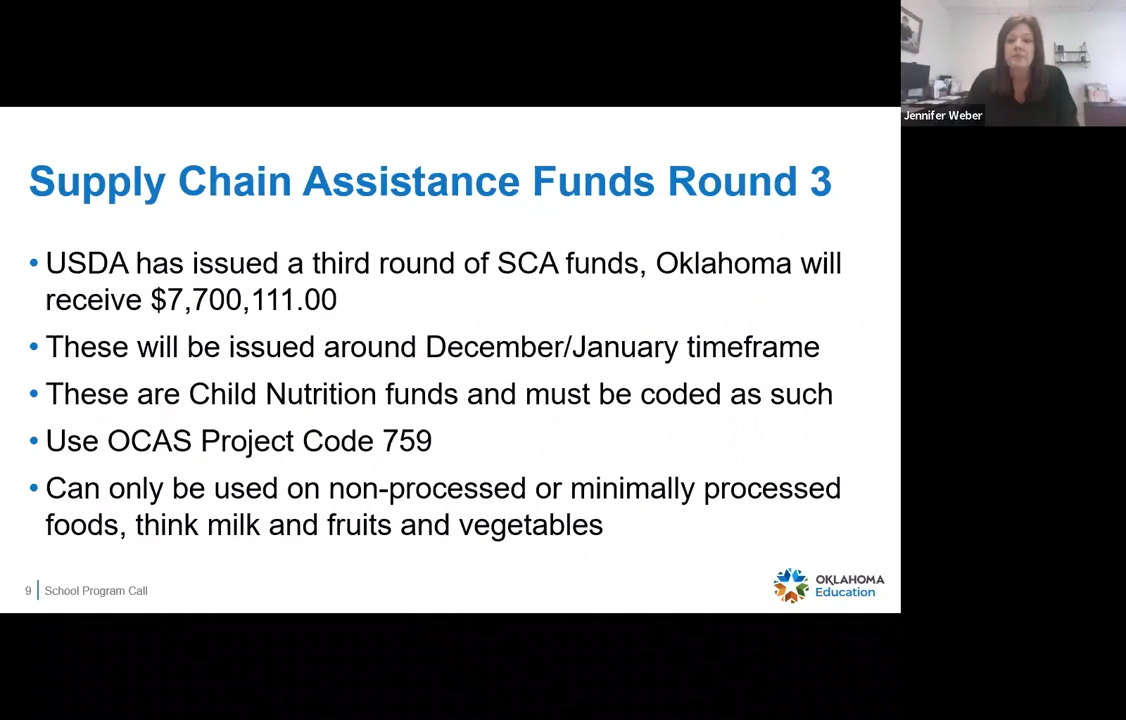 Jennifer Weber
Supply Chain Assistance Funds Round 3
• USDA has issued a third round of SCA funds, Oklahoma will
receive $7,700,111.00
• These will be issued around December/January timeframe
• These are Child Nutrition funds and must be coded as such
• Use OCAS Project Code 759
• Can only be used on non-processed or minimally processed
foods, think milk and fruits and vegetables
9 School Program Call
OKLAHOMA
Education